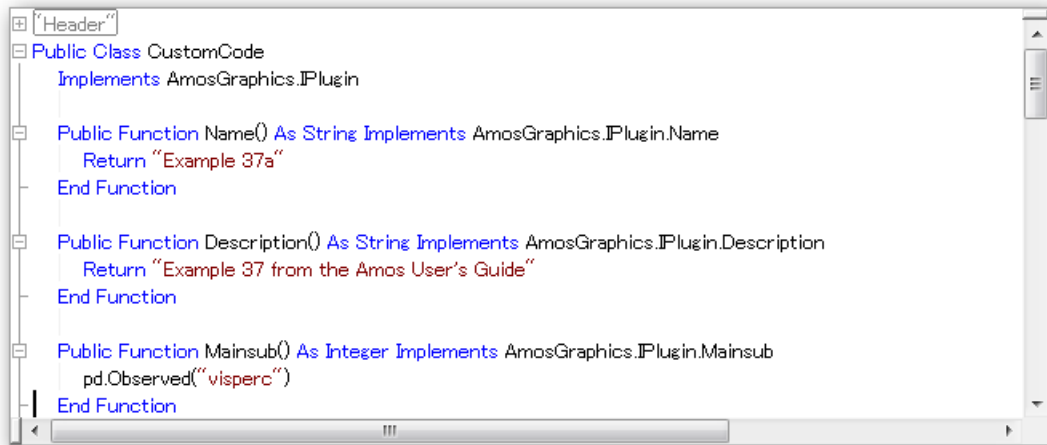 "Header"
Public Class CustomCode
Implements AmosGraphics.IPlugin
Public Function Name() As String Implements AmosGraphics.IPlugin.Name
Return "Example 37a"
End Function
Public Function Description() As String Implements AmosGraphics.IPlugin.Description
Return "Example 37 from the Amos User's Guide"
End Function
Public Function Mainsub() As Integer Implements AmosGraphics.IPlugin.Mainsub
pd.Observed("visperc")
End Function